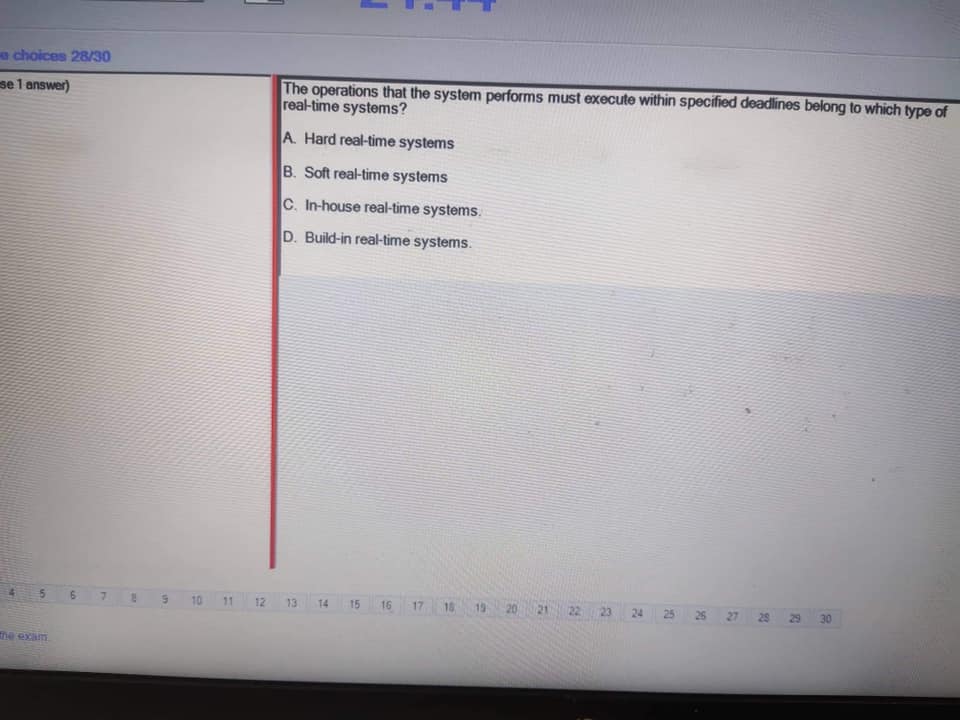 choices 28/30
se 1 answer)
The operations that the system performs must execute within specified deadlines belong to which type of
real-time systems?
A. Hard real-time systems
B. Soft real-time systems
C. In-house real-time systems.
D. Build-in real-time systems.
4 5 6 7 8 9 10 11 12 13 14 15 16 17 18 19 20 21 22 23 24 25 26 27 28 29 30
the exam.